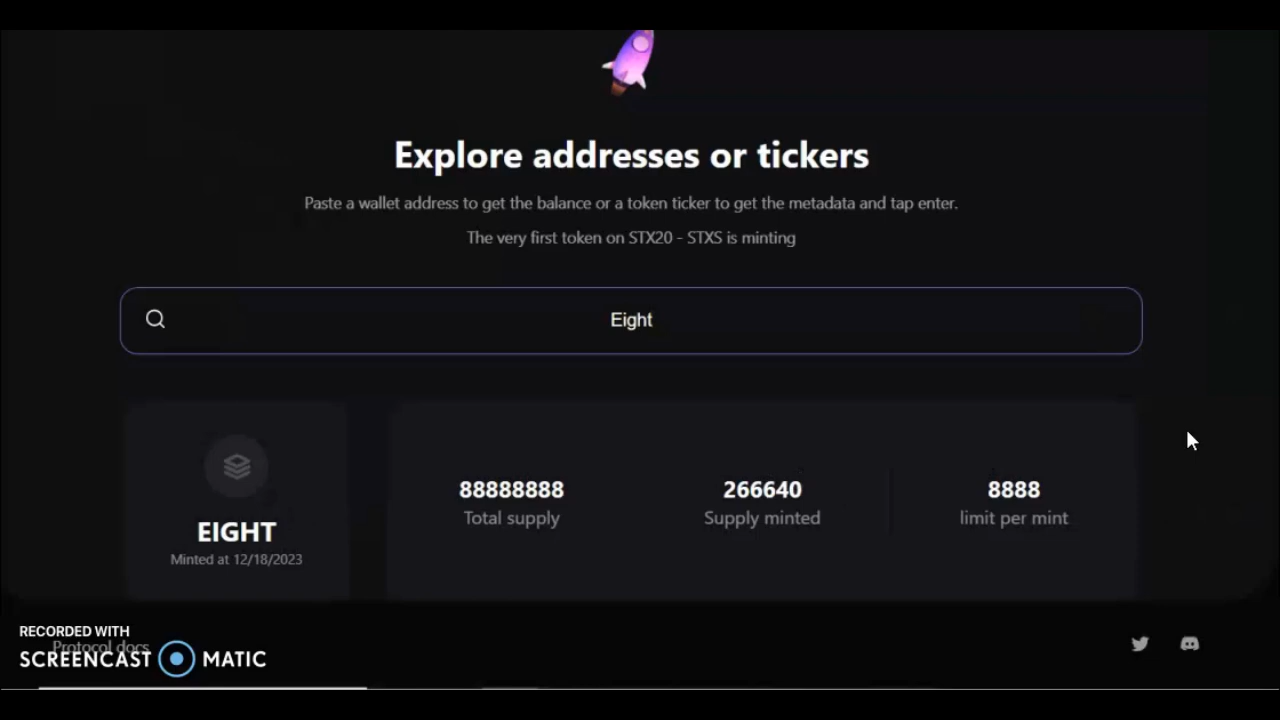 Explore addresses or tickers
Paste a wallet address to get the balance or a token ticker to get the metadata and tap enter.
The very first token on STX20 - STXS is minting
Eight
EIGHT
Minted at 12/18/2023
88888888
Total supply
266640
Supply minted
8888
limit per mint
Protocol docs
RECORDED WITH
SCREENCAST MATIC